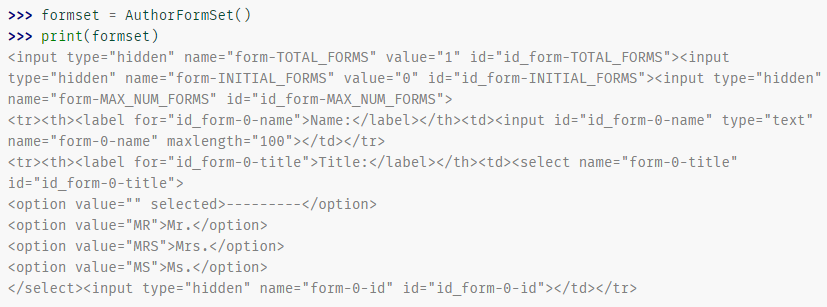 >>> formset = AuthorFormSet()
>>> print(formset)
<input type="hidden" name="form-TOTAL_FORMS" value="1" id="id_form-TOTAL_FORMS"><input
type="hidden" name="form-INITIAL_FORMS" value="0" id="id_form-INITIAL_FORMS"><input type="hidden"
name="form-MAX_NUM_FORMS" id="id_form-MAX_NUM_FORMS">
<tr><th><label for="id_form-0-name">Name:</label></th><td><input id="id_form-0-name" type="text"
name="form-0-name" maxlength="100"></td></tr>
<tr><th><label for="id_form-0-title">Title:</label></th><td><select name="form-0-title"
id="id_form-0-title">
<option value="" selected>---------</option>
<option value="MR">Mr.</option>
<option value="MRS">Mrs.</option>
<option value="MS">Ms.</option>
</select><input type="hidden" name="form-0-id" id="id_form-0-id"></td></tr>